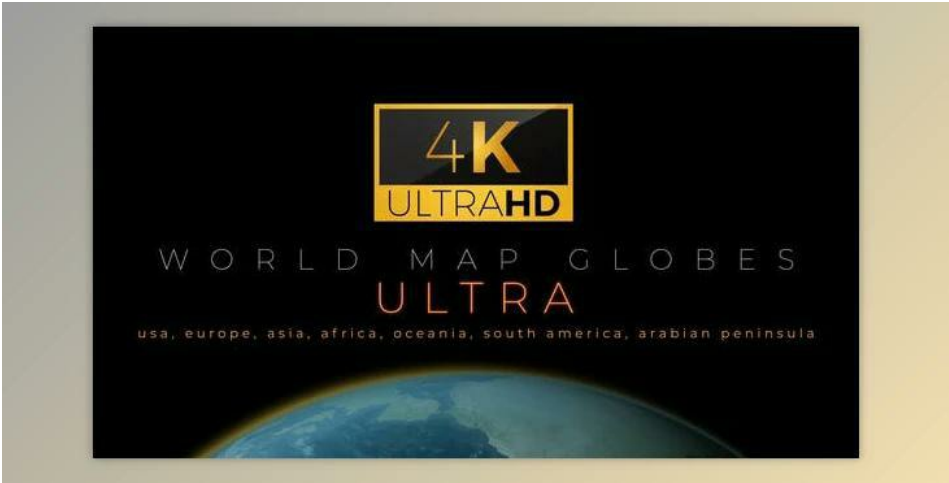 4K
ULTRAHD
WORLD MAP GLOBES
ULTRA
usa, europe, asia, africa, oceania, south america, arabian peninsula